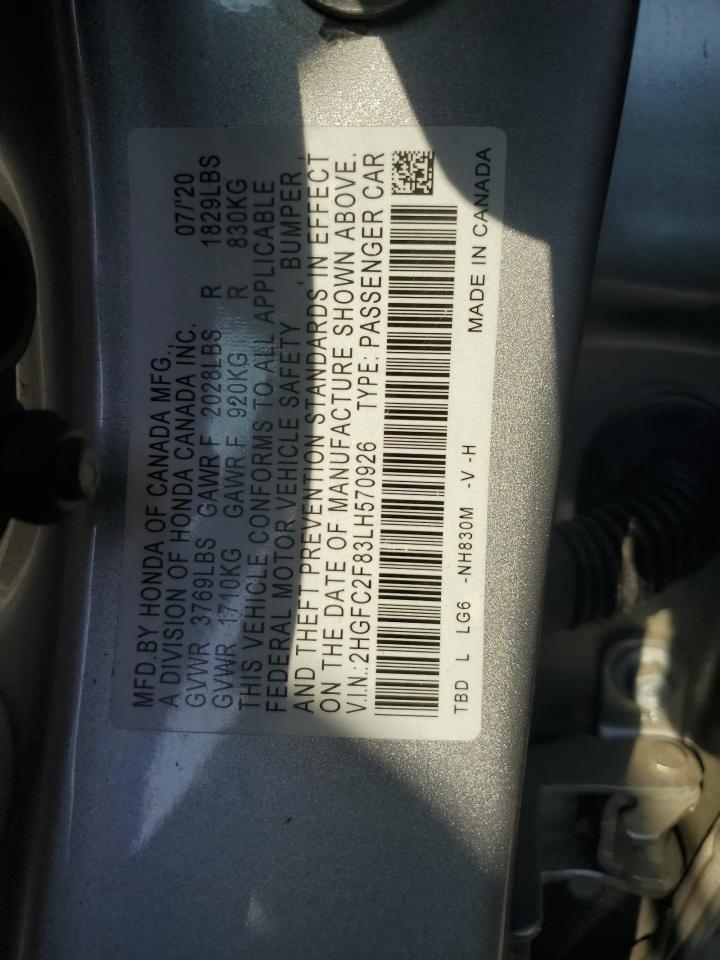 MFD. BY HONDA OF CANADA MFG., 07/'20
A DIVISION OF HONDA CANADA INC.
GVWR 3769LBS GAWR F 2028LBS R 1829LBS
GVWR 1710KG GAWR F 920KG R 830KG
THIS VEHICLE CONFORMS TO ALL APPLICABLE
FEDERAL MOTOR VEHICLE SAFETY , BUMPER ,
AND THEFT PREVENTION STANDARDS IN EFFECT
ON THE DATE OF MANUFACTURE SHOWN ABOVE.
V.I.N.:2HGFC2F83LH570926 TYPE: PASSENGER CAR
TBD L LG6 -NH830M -V -H
MADE IN CANADA